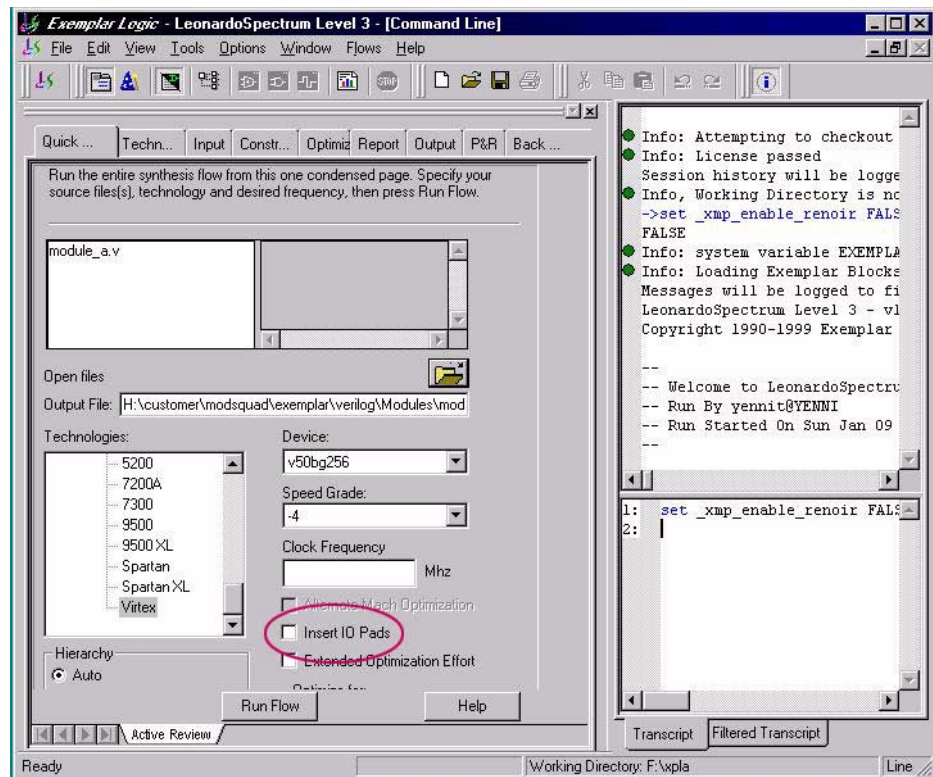 Exemplar Logic - LeonardoSpectrum Level 3 - [Command Line]
File Edit View Tools Options Window Flows Help
STOP
Quick ... Techn... Input Constr... Optimiz Report Output P&R Back ...
Run the entire synthesis flow from this one condensed page. Specify your
source files(s), technology and desired frequency, then press Run Flow.
module_a.v
Open files
Output File: H:\customer\modsquad\exemplar\verilog\Modules\mod
Technologies:
5200
7200A
7300
9500
9500 XL
Spartan
Spartan XL
Virtex
Device:
v50bg256
Speed Grade:
-4
Clock Frequency
Mhz
Alternate Mach Optimization
Insert IO Pads
Extended Optimization Effort
Optimize for:
Hierarchy
Auto
Run Flow Help
Active Review
Info: Attempting to checkout
Info: License passed
Session history will be logge
Info, Working Directory is no
->set _xmp_enable_renoir FALS
FALSE
Info: system variable EXEMPLA
Info: Loading Exemplar Blocks
Messages will be logged to fi
LeonardoSpectrum Level 3 - v1
Copyright 1990-1999 Exemplar
--
-- Welcome to LeonardoSpectru
-- Run By yennit@YENNI
-- Run Started On Sun Jan 09
--
1: set _xmp_enable_renoir FALS
2:
Transcript Filtered Transcript
Ready Working Directory: F:\xpla Line